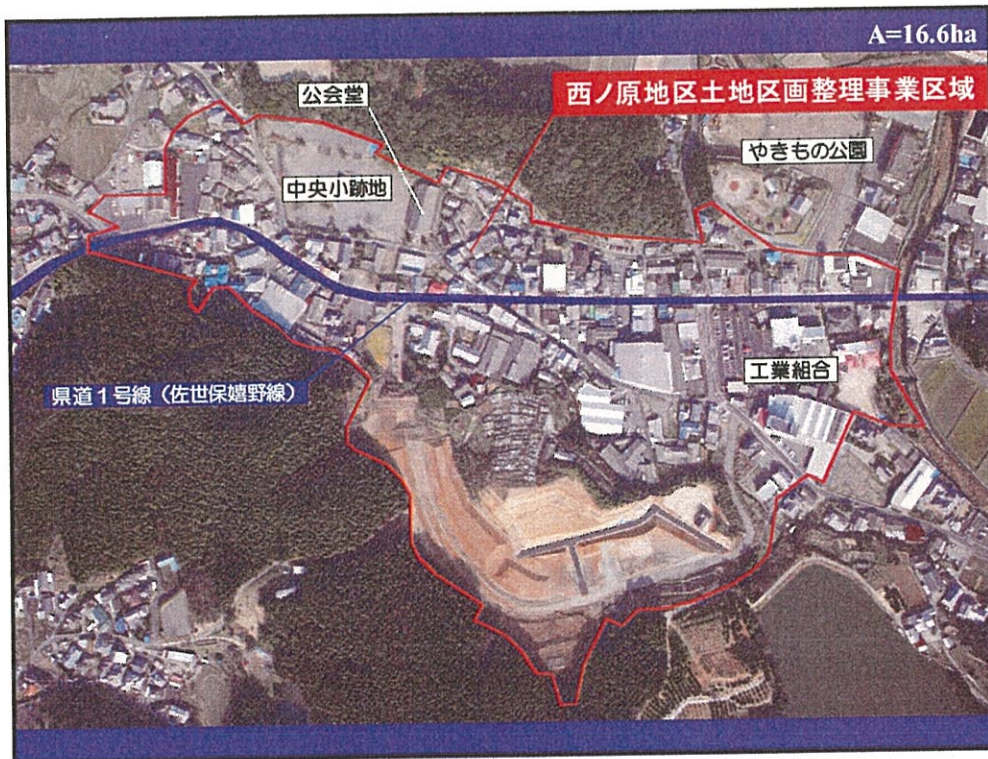 A=16.6ha
西ノ原地区土地区画整理事業区域
公会堂
やきもの公園
中央小跡地
工業組合
県道1号線（佐世保嬉野線）